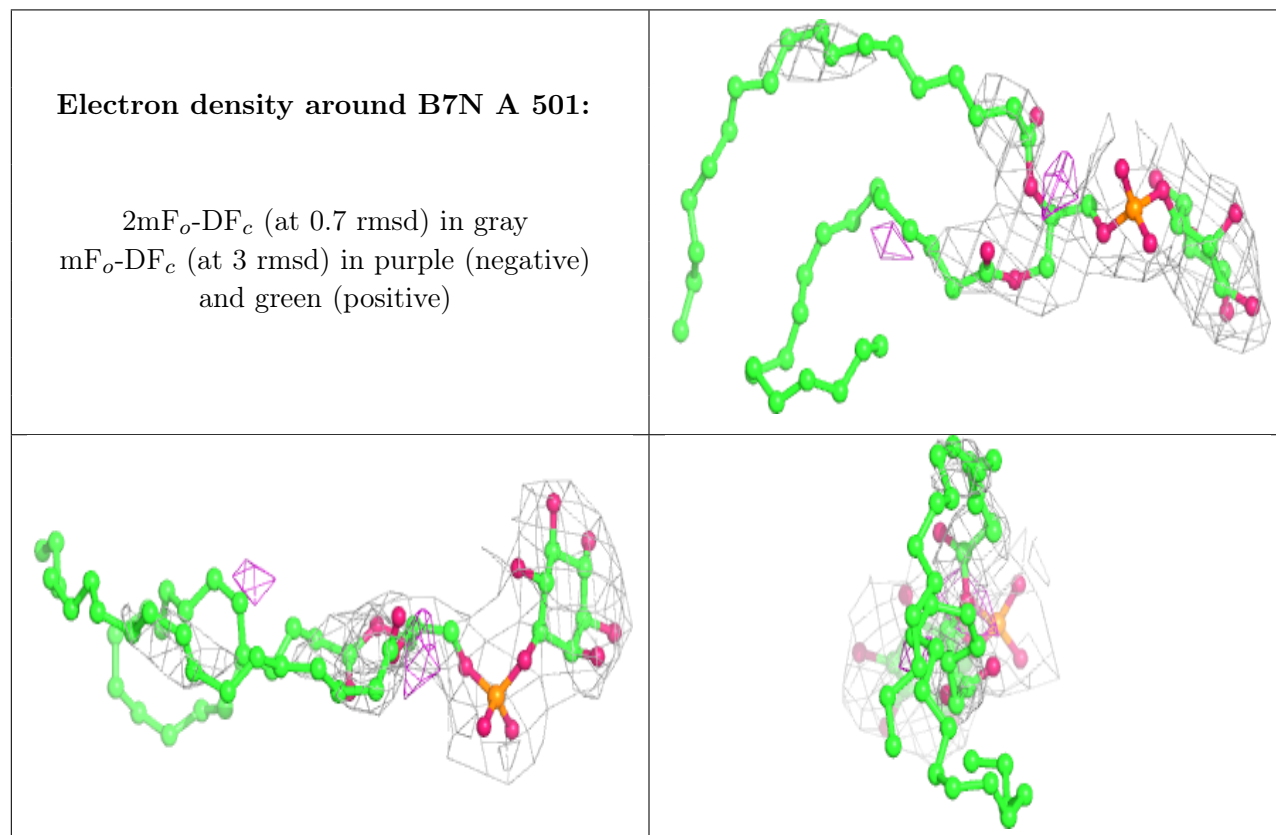 Electron density around B7N A 501:
2mFo-DFc (at 0.7 rmsd) in gray
mFo-DFc (at 3 rmsd) in purple (negative)
and green (positive)